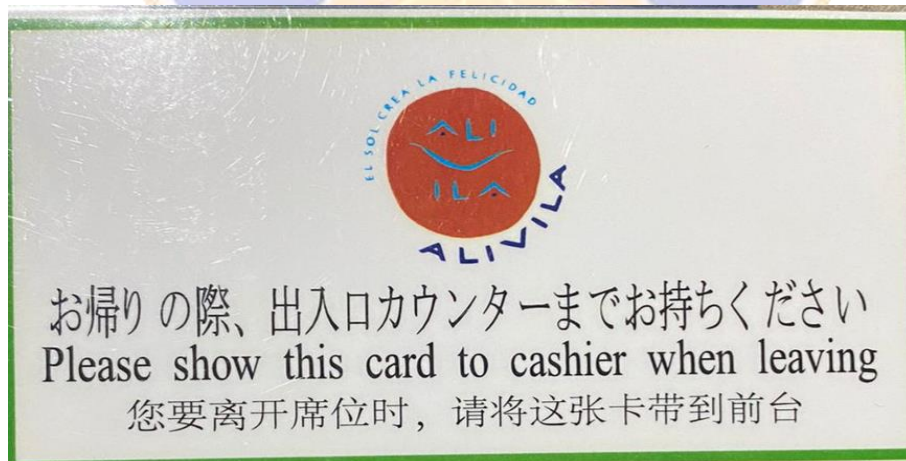 EL SOL CREA LA FELICIDAD
ALI
ILA
ALIVILA
お帰りの際、出入口カウンターまでお持ちください
Please show this card to cashier when leaving
您要离开席位时，请将这张卡带到前台